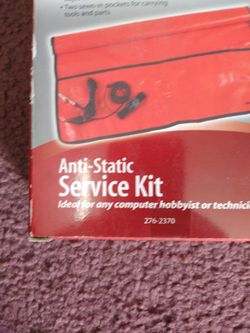 • Two sewn in pockets for carrying
tools and parts
Anti-Static
Service Kit
Ideal for any computer hobbyist or technicia
276-2370